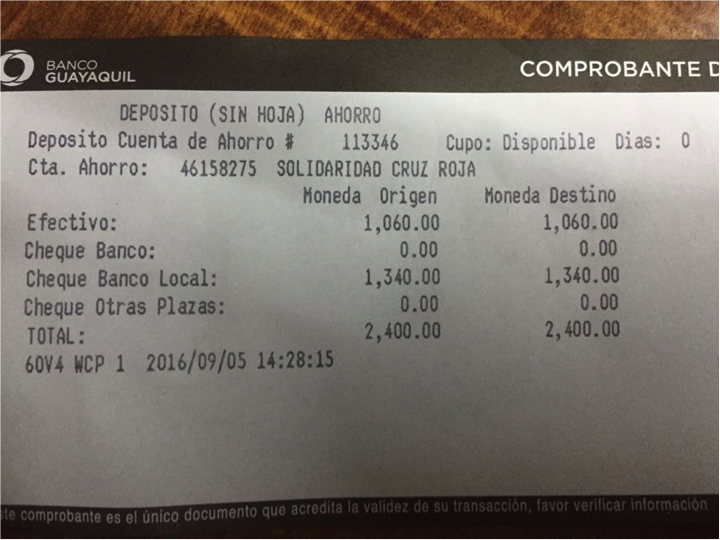 BANCO
GUAYAQUIL
COMPROBANTE D
DEPOSITO (SIN HOJA) AHORRO
Deposito Cuenta de Ahorro # 113346 Cupo: Disponible Dias: 0
Cta. Ahorro: 46158275 SOLIDARIDAD CRUZ ROJA
Moneda Origen Moneda Destino
Efectivo: 1,060.00 1,060.00
Cheque Banco: 0.00 0.00
Cheque Banco Local: 1,340.00 1,340.00
Cheque Otras Plazas: 0.00 0.00
TOTAL: 2,400.00 2,400.00
60V4 WCP 1 2016/09/05 14:28:15
ste comprobante es el único documento que acredita la validez de su transacción, favor verificar información